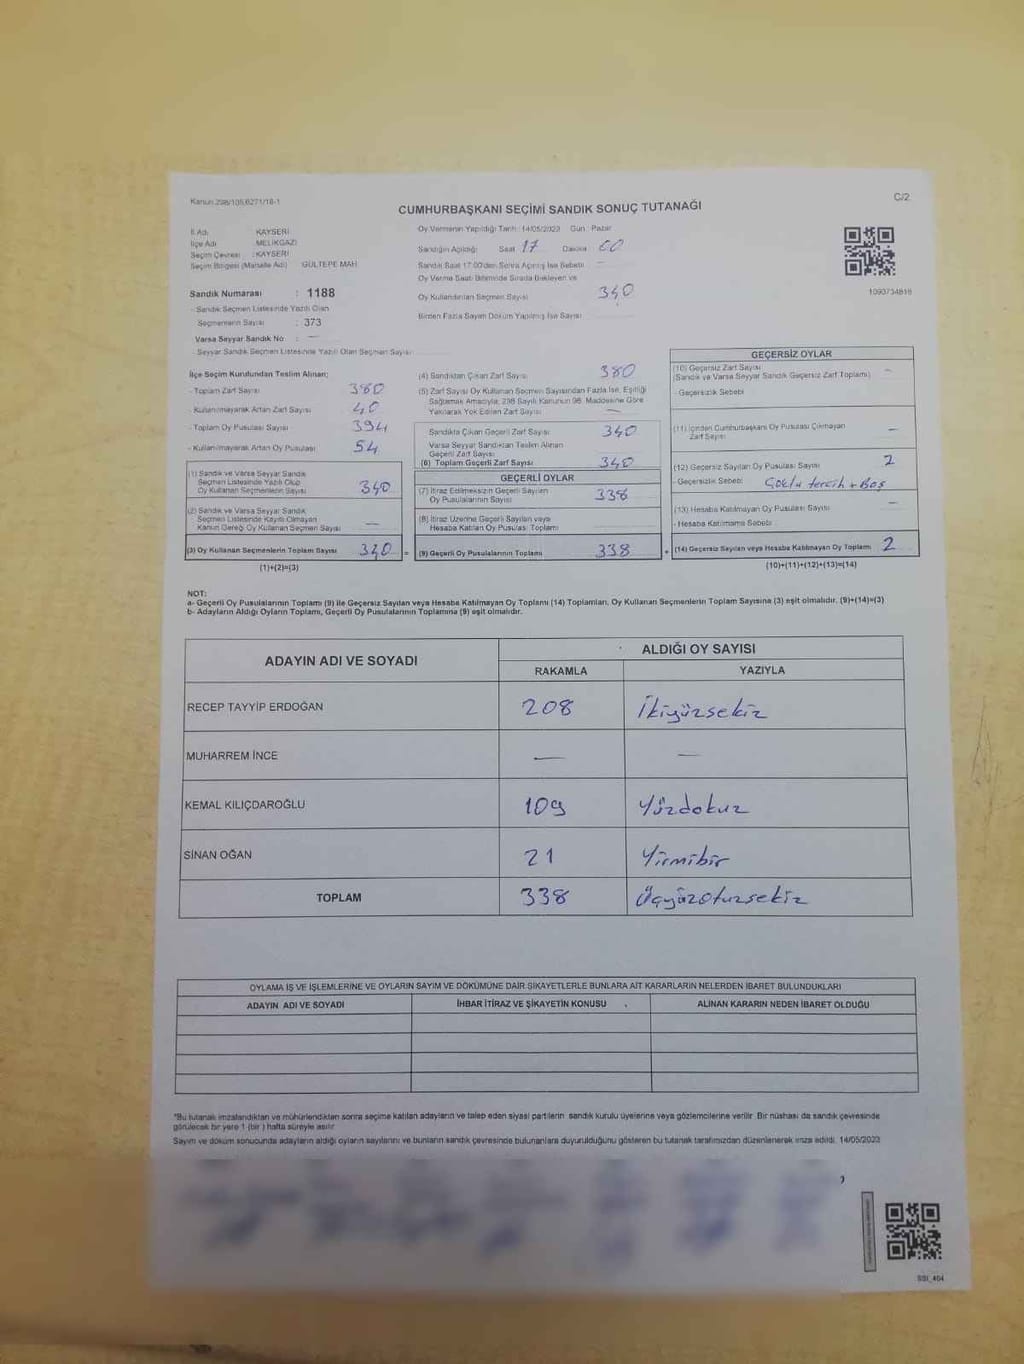 Kanun 298/105,6271/18-1
C/2
CUMHURBAŞKANI SEÇİMİ SANDIK SONUÇ TUTANAĞI
İl Adı : KAYSERİ
İlçe Adı : MELİKGAZİ
Seçim Çevresi : KAYSERİ
Seçim Bölgesi (Mahalle Adı) : GÜLTEPE MAH.
Sandık Numarası : 1188
- Sandık Seçmen Listesinde Yazılı Olan
Seçmenlerin Sayısı : 373
Varsa Seyyar Sandık No : —
- Seyyar Sandık Seçmen Listesinde Yazılı Olan Seçmen Sayısı
Oy Vermenin Yapıldığı Tarih : 14/05/2023 Gün : Pazar
Sandığın Açıldığı Saat 17 Dakika 00
Sandık Saat 17:00'den Sonra Açılmış İse Sebebi —
Oy Verme Saati Bitiminde Sırada Bekleyen ve
Oy Kullandırılan Seçmen Sayısı 340
Birden Fazla Sayım Döküm Yapılmış İse Sayısı
1090734818
İlçe Seçim Kurulundan Teslim Alınan;
- Toplam Zarf Sayısı 380
- Kullanılmayarak Artan Zarf Sayısı 40
- Toplam Oy Pusulası Sayısı 394
- Kullanılmayarak Artan Oy Pusulası 54
(1) Sandık ve Varsa Seyyar Sandık
Seçmen Listesinde Yazılı Olup
Oy Kullanan Seçmenlerin Sayısı 340
(2) Sandık ve Varsa Seyyar Sandık
Seçmen Listesinde Kayıtlı Olmayan
Kanun Gereği Oy Kullanan Seçmen Sayısı —
(3) Oy Kullanan Seçmenlerin Toplam Sayısı 340 =
(1)+(2)=(3)
(4) Sandıktan Çıkan Zarf Sayısı 380
(5) Zarf Sayısı Oy Kullanan Seçmen Sayısından Fazla İse, Eşitliği
Sağlamak Amacıyla, 298 Sayılı Kanunun 98. Maddesine Göre
Yakılarak Yok Edilen Zarf Sayısı —
Sandıkta Çıkan Geçerli Zarf Sayısı 340
Varsa Seyyar Sandıktan Teslim Alınan
Geçerli Zarf Sayısı
(6) Toplam Geçerli Zarf Sayısı 340
GEÇERLİ OYLAR
(7) İtiraz Edilmeksizin Geçerli Sayılan
Oy Pusulalarının Sayısı 338
(8) İtiraz Üzerine Geçerli Sayılan veya
Hesaba Katılan Oy Pusulası Toplamı
(9) Geçerli Oy Pusulalarının Toplamı 338 +
GEÇERSİZ OYLAR
(10) Geçersiz Zarf Sayısı
(Sandık ve Varsa Seyyar Sandık Geçersiz Zarf Toplamı) —
- Geçersizlik Sebebi
(11) İçinden Cumhurbaşkanı Oy Pusulası Çıkmayan
Zarf Sayısı —
(12) Geçersiz Sayılan Oy Pusulası Sayısı 2
- Geçersizlik Sebebi Çoklu tercih + Boş
(13) Hesaba Katılmayan Oy Pusulası Sayısı —
- Hesaba Katılmama Sebebi
(14) Geçersiz Sayılan veya Hesaba Katılmayan Oy Toplamı 2
(10)+(11)+(12)+(13)=(14)
NOT:
a- Geçerli Oy Pusulalarının Toplamı (9) ile Geçersiz Sayılan veya Hesaba Katılmayan Oy Toplamı (14) Toplamları, Oy Kullanan Seçmenlerin Toplam Sayısına (3) eşit olmalıdır. (9)+(14)=(3)
b- Adayların Aldığı Oyların Toplamı, Geçerli Oy Pusulalarının Toplamına (9) eşit olmalıdır.
ADAYIN ADI VE SOYADI
ALDIĞI OY SAYISI
RAKAMLA YAZIYLA
RECEP TAYYİP ERDOĞAN 208 İkiyüzsekiz
MUHARREM İNCE — —
KEMAL KILIÇDAROĞLU 109 Yüzdokuz
SİNAN OĞAN 21 Yirmibir
TOPLAM 338 Üçyüzotuzsekiz
OYLAMA İŞ VE İŞLEMLERİNE VE OYLARIN SAYIM VE DÖKÜMÜNE DAİR ŞİKAYETLERLE BUNLARA AİT KARARLARIN NELERDEN İBARET BULUNDUKLARI
ADAYIN ADI VE SOYADI İHBAR İTİRAZ VE ŞİKAYETİN KONUSU ALINAN KARARIN NEDEN İBARET OLDUĞU
*Bu tutanak imzalandıktan ve mühürlendikten sonra seçime katılan adayların ve talep eden siyasi partilerin sandık kurulu üyelerine veya gözlemcilerine verilir. Bir nüshası da sandık çevresinde
görülecek bir yere 1 (bir) hafta süreyle asılır.
Sayım ve döküm sonucunda adayların aldığı oyların sayılarını ve bunların sandık çevresinde bulunanlara duyurulduğunu gösteren bu tutanak tarafımızdan düzenlenerek imza edildi. 14/05/2023